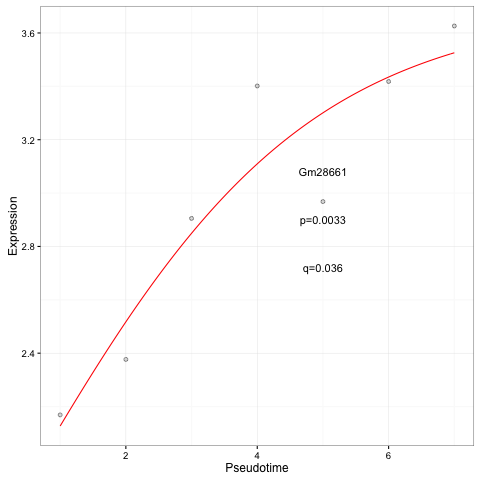 3.6
3.2
2.8
2.4
Expression
Gm28661
p=0.0033
q=0.036
2
4
6
Pseudotime